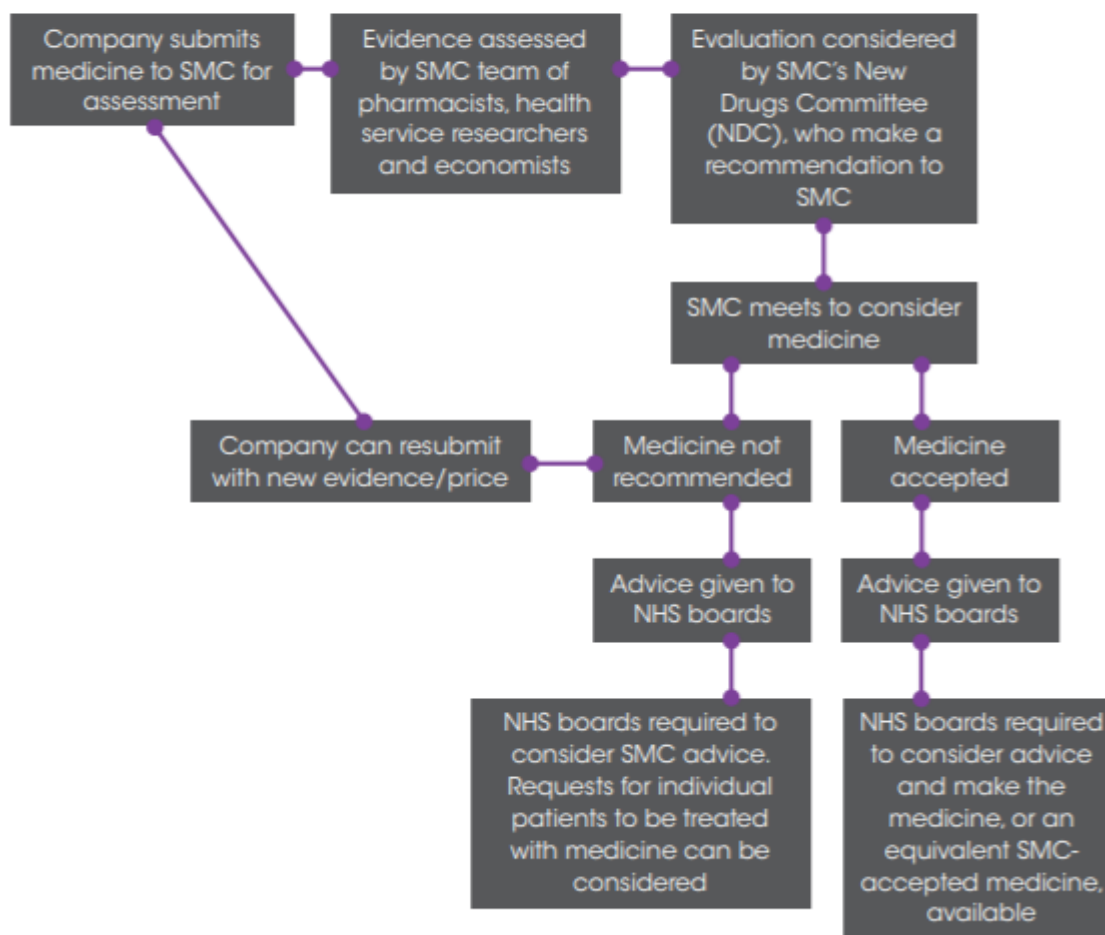 Company submits
medicine to SMC for
assessment
Evidence assessed
by SMC team of
pharmacists, health
service researchers
and economists
Evaluation considered
by SMC´s New
Drugs Committee
(NDC), who make a
recommendation to
SMC
SMC meets to consider
medicine
Company can resubmit
with new evidence/price
Medicine not
recommended
Medicine
accepted
Advice given to
NHS boards
Advice given to
NHS boards
NHS boards required to
consider SMC advice.
Requests for individual
patients to be treated
with medicine can be
considered
NHS boards required
to consider advice
and make the
medicine, or an
equivalent SMC-
accepted medicine,
available